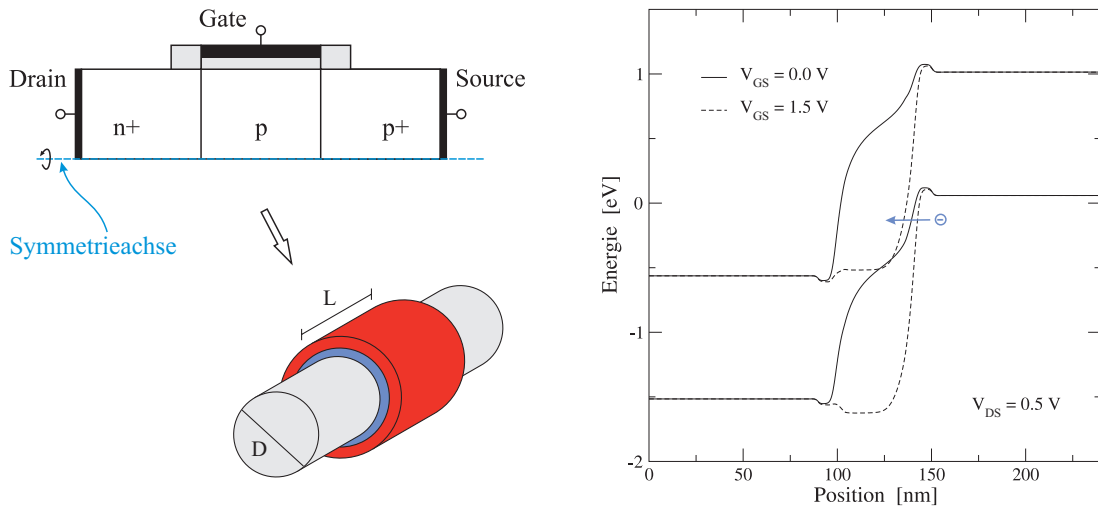 Gate
Drain
Source
n+
p
p+
Symmetrieachse
L
D
V_GS = 0.0 V
V_GS = 1.5 V
Energie [eV]
1
0
-1
-2
V_DS = 0.5 V
0
50
100
150
200
Position [nm]